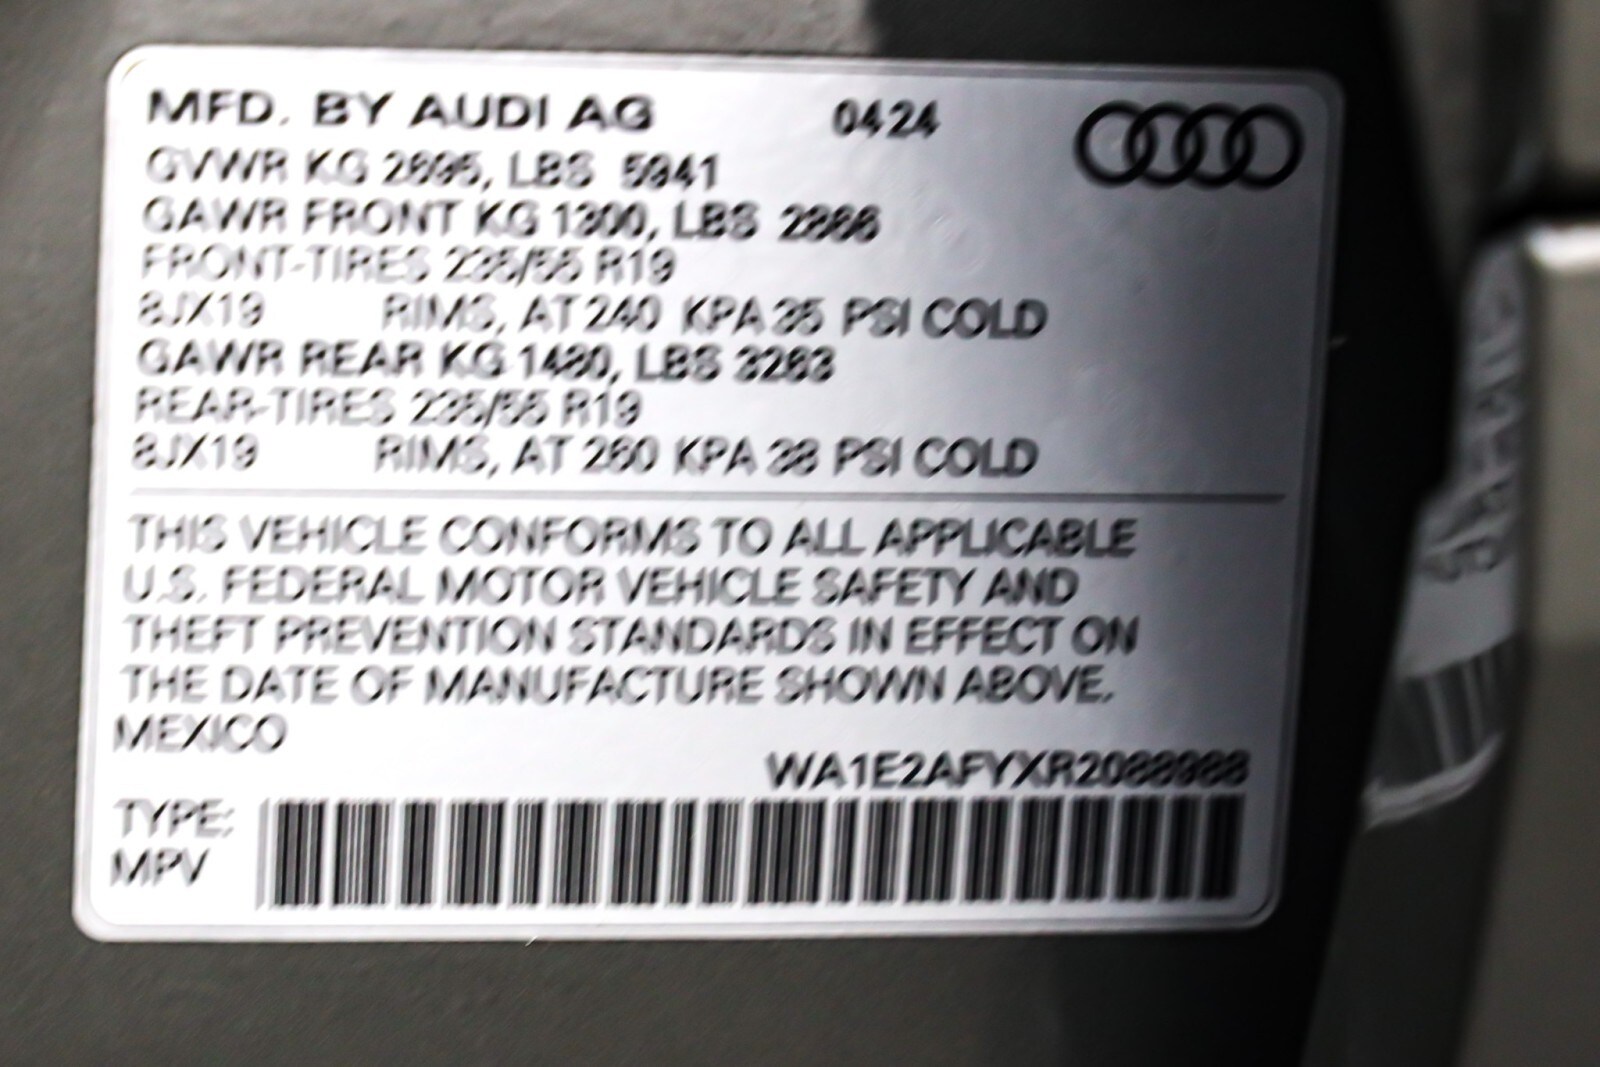 MFD. BY AUDI AG 0424
GVWR KG 2695, LBS 5941
GAWR FRONT KG 1300, LBS 2866
FRONT-TIRES 235/55 R19
8JX19 RIMS, AT 240 KPA 35 PSI COLD
GAWR REAR KG 1480, LBS 3263
REAR-TIRES 235/55 R19
8JX19 RIMS, AT 260 KPA 38 PSI COLD
THIS VEHICLE CONFORMS TO ALL APPLICABLE
U.S. FEDERAL MOTOR VEHICLE SAFETY AND
THEFT PREVENTION STANDARDS IN EFFECT ON
THE DATE OF MANUFACTURE SHOWN ABOVE.
MEXICO
WA1E2AFYXR2088988
TYPE:
MPV